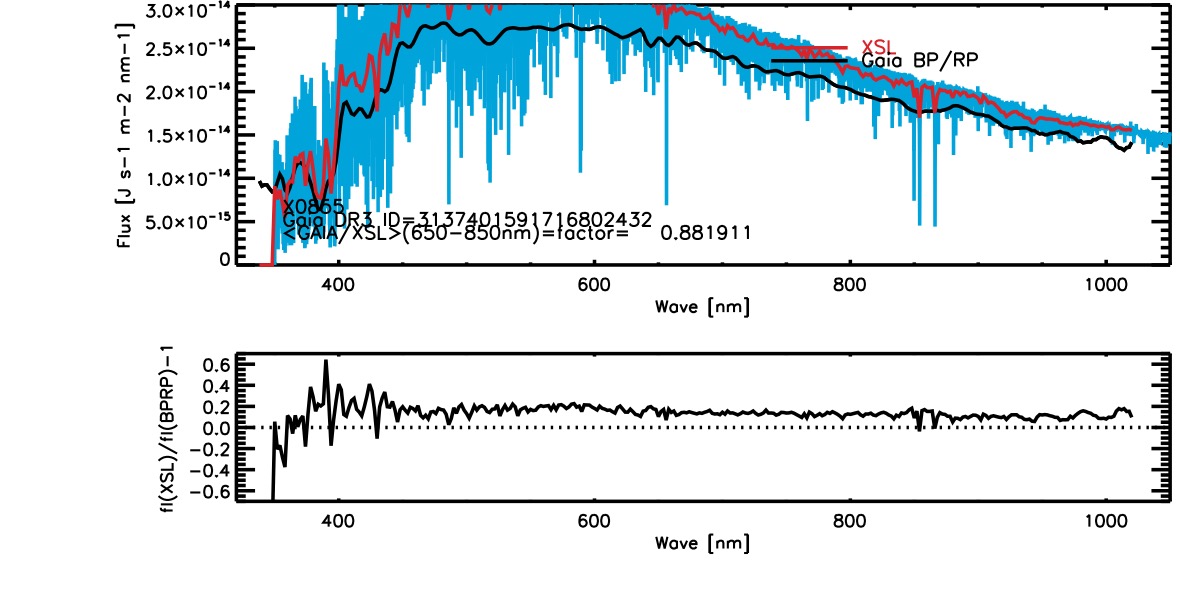 3.0×10−14
2.5×10−14
2.0×10−14
1.5×10−14
1.0×10−14
5.0×10−15
0
Flux [J s−1 m−2 nm−1]
XSL
Gaia BP/RP
X0855
Gaia DR3 ID=3137401591716802432
<GAIA/XSL>(650−850nm)=factor= 0.881911
400 600 800 1000
Wave [nm]
0.6
0.4
0.2
0.0
−0.2
−0.4
−0.6
fl(XSL)/fl(BPRP)−1
400 600 800 1000
Wave [nm]